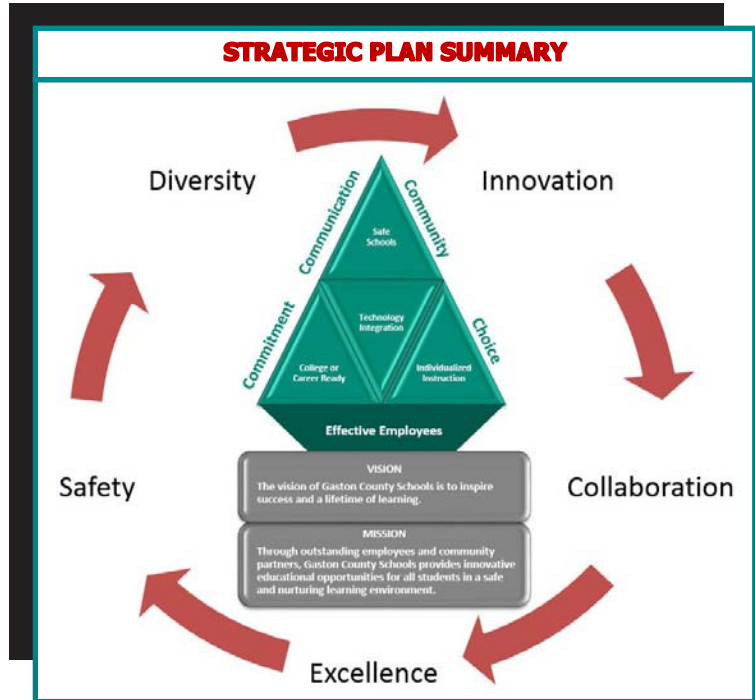 STRATEGIC PLAN SUMMARY
Diversity
Innovation
Communication
Community
Safe
Schools
Commitment
Choice
Technology
Integration
College or
Career Ready
Individualized
Instruction
Effective Employees
Safety
Collaboration
VISION
The vision of Gaston County Schools is to inspire
success and a lifetime of learning.
MISSION
Through outstanding employees and community
partners, Gaston County Schools provides innovative
educational opportunities for all students in a safe
and nurturing learning environment.
Excellence